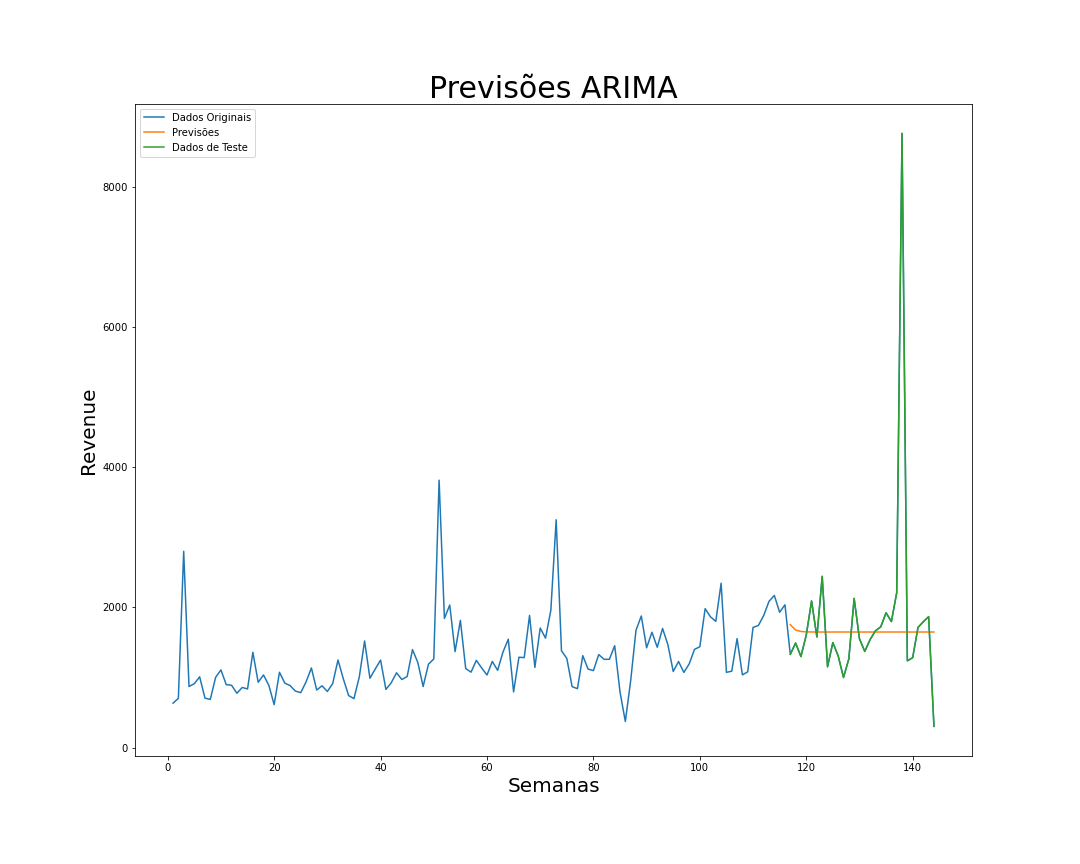 Previsões ARIMA
Dados Originais
Previsões
Dados de Teste
Revenue
8000
6000
4000
2000
0
0 20 40 60 80 100 120 140
Semanas